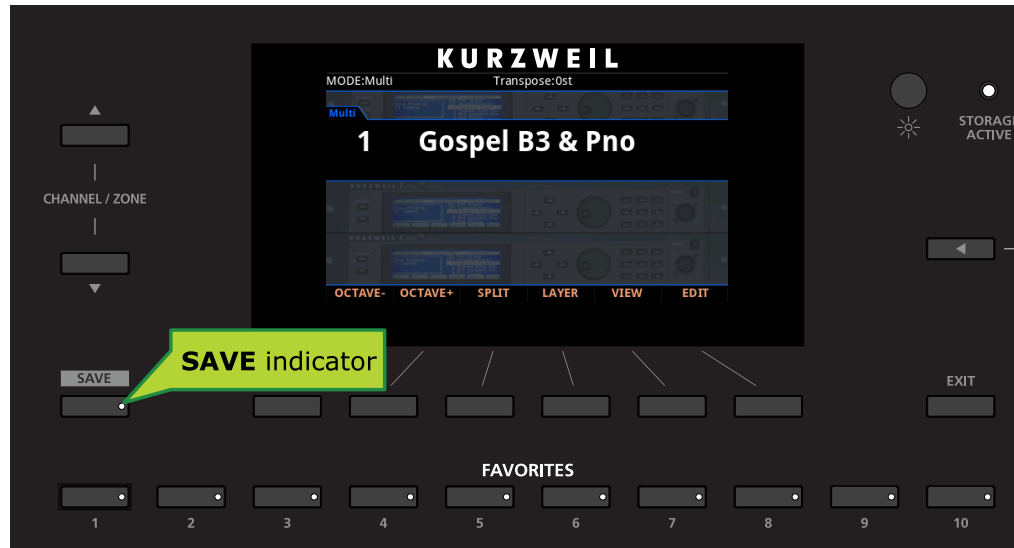 KURZWEIL
MODE:Multi Transpose:0st
Multi
1 Gospel B3 & Pno
STORAG
ACTIVE
CHANNEL / ZONE
OCTAVE- OCTAVE+ SPLIT LAYER VIEW EDIT
SAVE indicator
SAVE
EXIT
FAVORITES
1 2 3 4 5 6 7 8 9 10